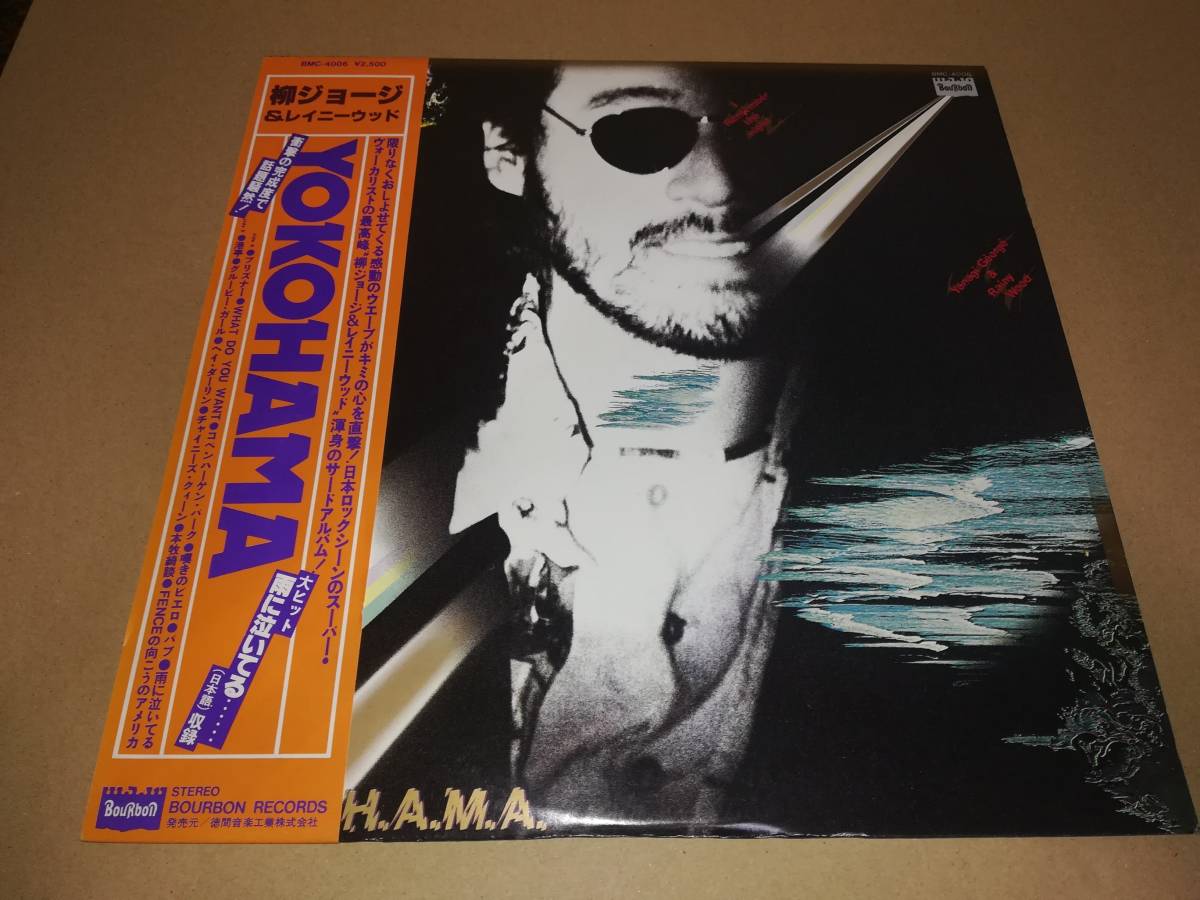 BMC-4006 ¥2,500
柳ジョージ
&レイニーウッド
YOKOHAMA
衝撃の完成度で
話題騒然!
限りなくおしよせてくる感動のウエーブがキミの心を直撃!日本ロックシーンのスーパー・
ヴォーカリストの最高峰"柳ジョージ&レイニーウッド"渾身のサードアルバム!
●プリズナー●WHAT DO YOU WANT●コペンハーゲン・パーク●嘆きのピエロ●パブ●雨に泣いてる
●グルービー・ガール●ヘイ・ダーリン●チャイニーズ・クィーン●本牧綺談●FENCEの向こうのアメリカ
大ヒット
雨に泣いてる……
(日本語)収録
BouRboN
STEREO
BOURBON RECORDS
発売元/徳間音楽工業株式会社
BMC-4006
BouRboN
Yanagi George
&
Rainy
Wood
H.A.M.A.